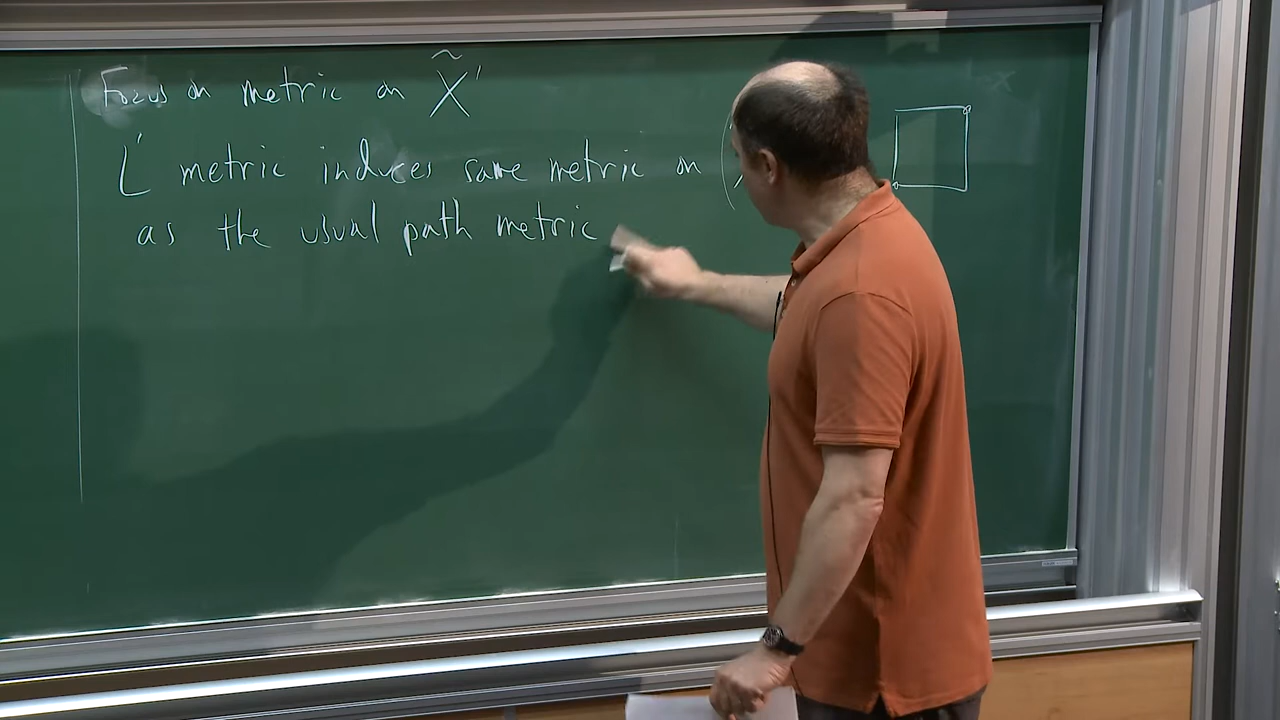 Focus on metric on X̃'
L' metric induces same metric on (
as the usual path metric